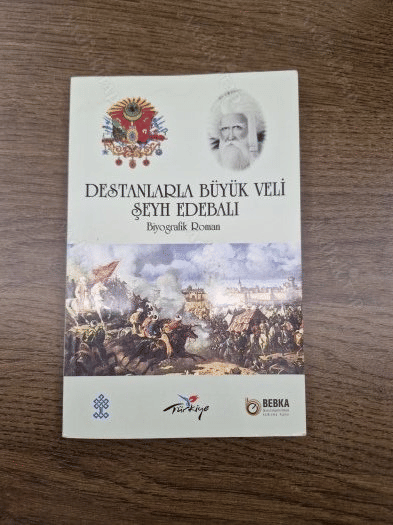 DESTANLARLA BÜYÜK VELİ
ŞEYH EDEBALI
Biyografik Roman
Türkiye
BEBKA